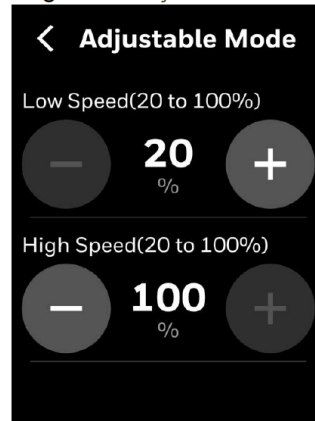 < Adjustable Mode
Low Speed(20 to 100%)
− 20 +
%
High Speed(20 to 100%)
− 100 +
%